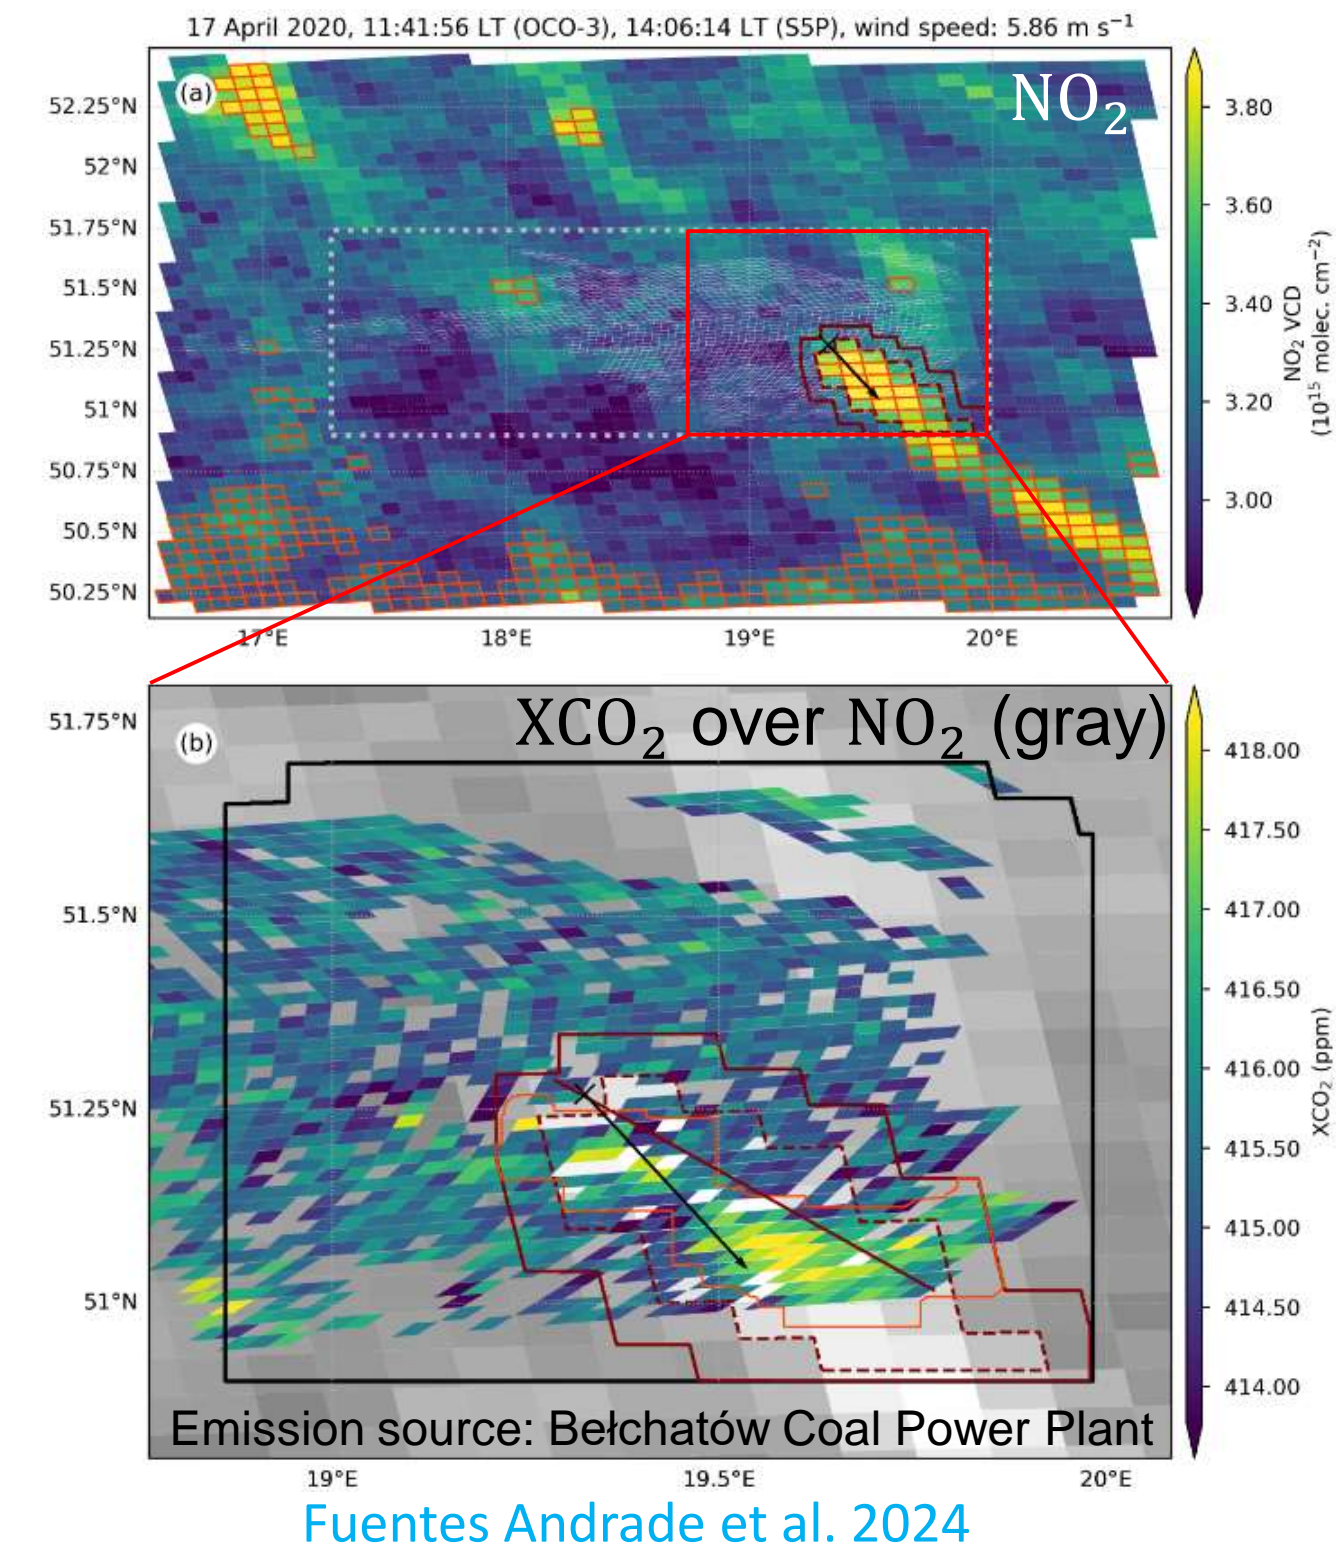 17 April 2020, 11:41:56 LT (OCO-3), 14:06:14 LT (S5P), wind speed: 5.86 m s⁻¹
(a)
NO₂
52.25°N
52°N
51.75°N
51.5°N
51.25°N
51°N
50.75°N
50.5°N
50.25°N
17°E
18°E
19°E
20°E
3.80
3.60
3.40
3.20
3.00
NO₂ VCD
(10¹⁵ molec. cm⁻²)
(b)
XCO₂ over NO₂ (gray)
51.75°N
51.5°N
51.25°N
51°N
418.00
417.50
417.00
416.50
416.00
415.50
415.00
414.50
414.00
XCO₂ (ppm)
Emission source: Bełchatów Coal Power Plant
19°E
19.5°E
20°E
Fuentes Andrade et al. 2024